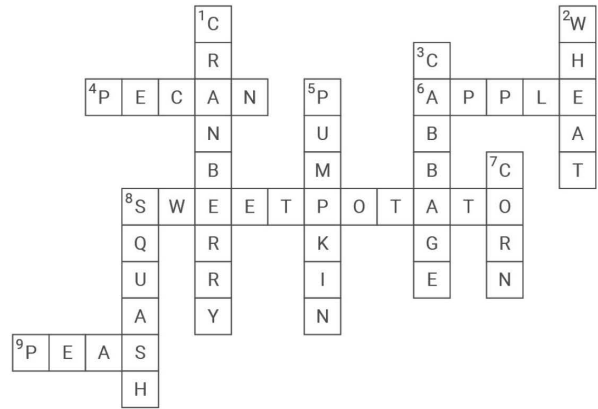 1C 2W
R 3C H
4P E C A N 5P 6A P P L E
N U B A
B M B 7C T
8S W E E T P O T A T O
Q R K G R
U R I E N
A Y N
9P E A S
H